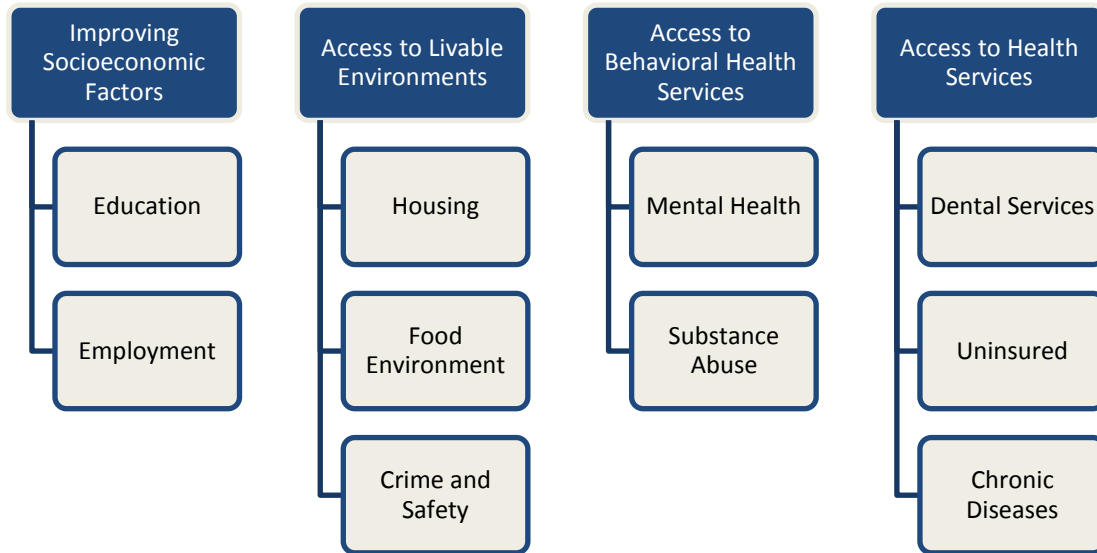 Improving
Socioeconomic
Factors
Education
Employment
Access to Livable
Environments
Housing
Food
Environment
Crime and
Safety
Access to
Behavioral Health
Services
Mental Health
Substance
Abuse
Access to Health
Services
Dental Services
Uninsured
Chronic
Diseases